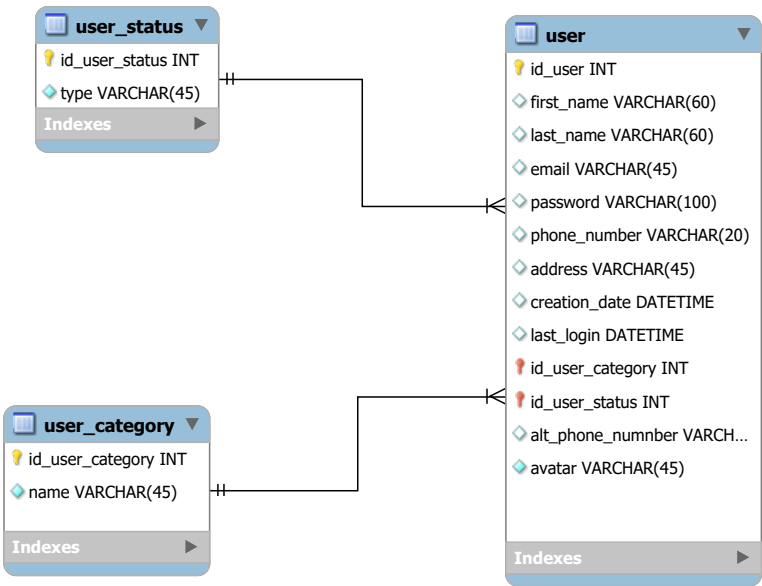 user_status
id_user_status INT
type VARCHAR(45)
Indexes
user
id_user INT
first_name VARCHAR(60)
last_name VARCHAR(60)
email VARCHAR(45)
password VARCHAR(100)
phone_number VARCHAR(20)
address VARCHAR(45)
creation_date DATETIME
last_login DATETIME
id_user_category INT
id_user_status INT
alt_phone_numnber VARCH...
avatar VARCHAR(45)
Indexes
user_category
id_user_category INT
name VARCHAR(45)
Indexes